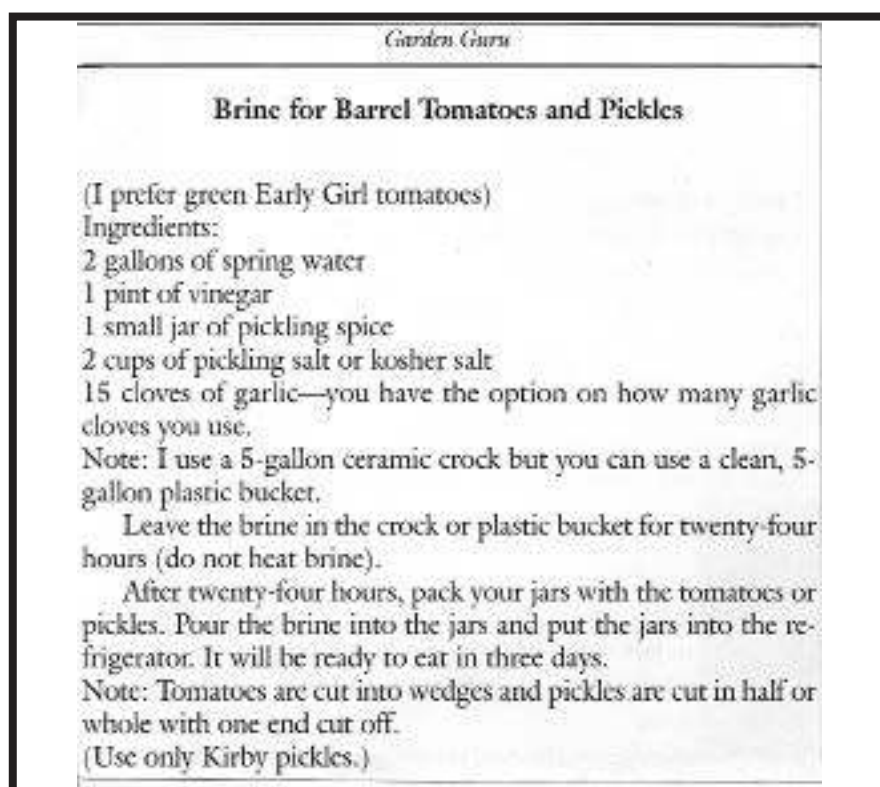 Garden Guru
Brine for Barrel Tomatoes and Pickles
(I prefer green Early Girl tomatoes)
Ingredients:
2 gallons of spring water
1 pint of vinegar
1 small jar of pickling spice
2 cups of pickling salt or kosher salt
15 cloves of garlic—you have the option on how many garlic
cloves you use.
Note: I use a 5-gallon ceramic crock but you can use a clean, 5-
gallon plastic bucket.
Leave the brine in the crock or plastic bucket for twenty-four
hours (do not heat brine).
After twenty-four hours, pack your jars with the tomatoes or
pickles. Pour the brine into the jars and put the jars into the re-
frigerator. It will be ready to eat in three days.
Note: Tomatoes are cut into wedges and pickles are cut in half or
whole with one end cut off.
(Use only Kirby pickles.)